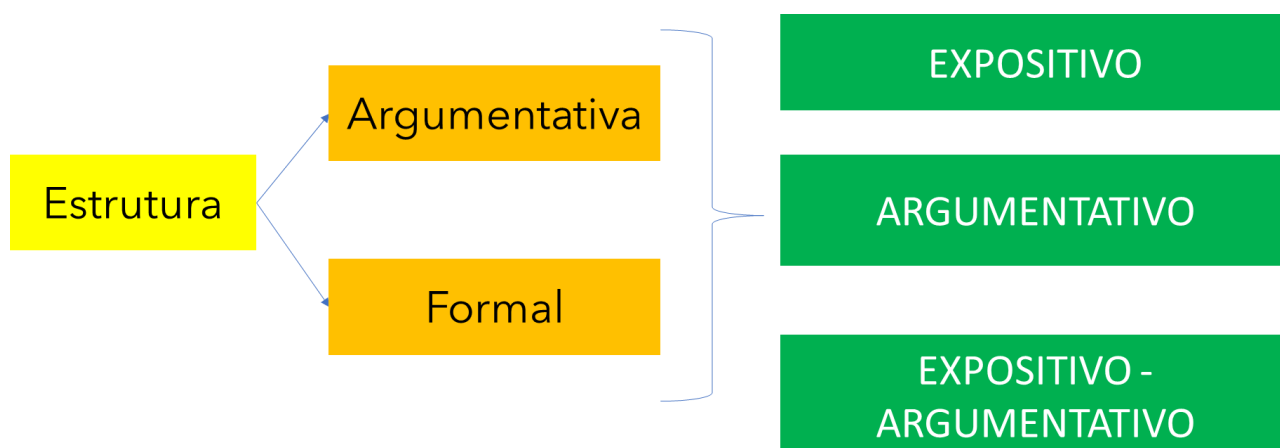 Estrutura
Argumentativa
Formal
EXPOSITIVO
ARGUMENTATIVO
EXPOSITIVO -
ARGUMENTATIVO